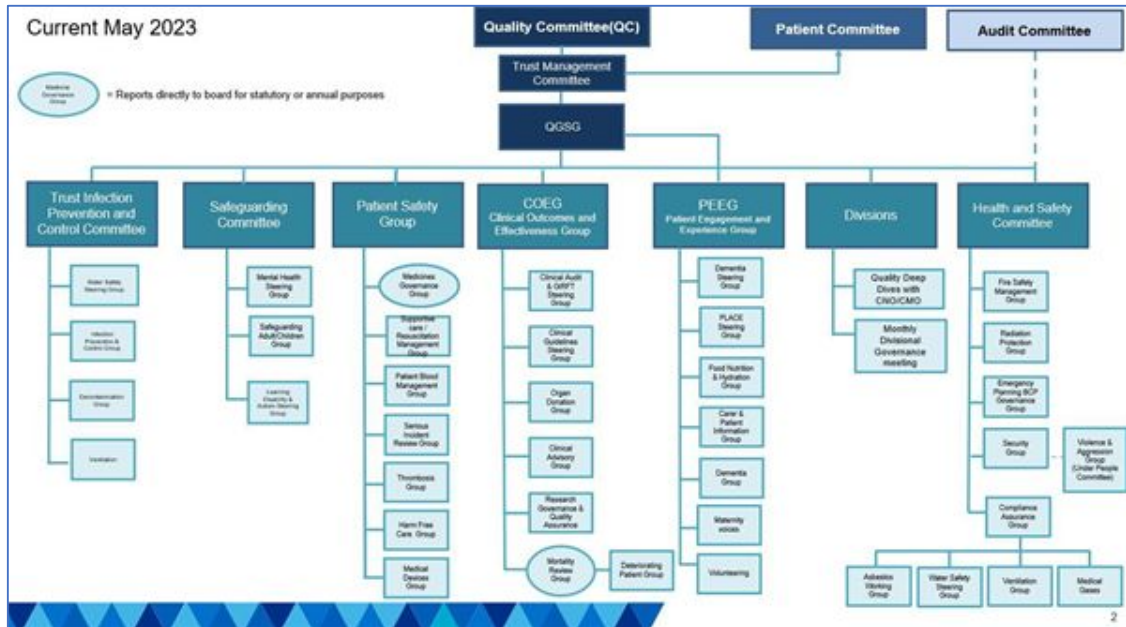 Current May 2023
Quality Committee(QC)
Patient Committee
Audit Committee
Trust Management
Committee
Medicines
Governance
Group
= Reports directly to board for statutory or annual purposes
QGSG
Trust Infection
Prevention and
Control Committee
Safeguarding
Committee
Patient Safety
Group
COEG
Clinical Outcomes and
Effectiveness Group
PEEG
Patient Engagement and
Experience Group
Divisions
Health and Safety
Committee
Water Safety
Steering Group
Infection
Prevention &
Control Group
Decontamination
Group
Ventilation
Mental Health
Steering
Group
Safeguarding
Adult/Children
Group
Learning
Disability &
Autism Steering
Group
Medicines
Governance
Group
Supportive
care /
Resuscitation
Management Group
Patient Blood
Management
Group
Serious
Incident
Review Group
Thrombosis
Group
Harm Free
Care Group
Medical
Devices Group
Clinical Audit
& GIRFT
Steering Group
Clinical
Guidelines
Steering Group
Organ
Donation
Group
Clinical
Advisory
Group
Research
Governance &
Quality
Assurance
Mortality
Review
Group
Deteriorating
Patient Group
Dementia
Steering
Group
PLACE
Steering
Group
Food Nutrition
& Hydration
Group
Carer &
Patient
Information
Group
Dementia
Group
Maternity
voices
Volunteering
Quality Deep
Dives with
CNO/CMO
Monthly
Divisional
Governance
meeting
Fire Safety
Management
Group
Radiation
Protection
Group
Emergency
Planning BCP
Governance
Group
Security
Group
Violence &
Aggression
Group
(Under People
Committee)
Compliance
Assurance
Group
Asbestos
Working
Group
Water Safety
Steering
Group
Ventilation
Group
Medical
Gases
2